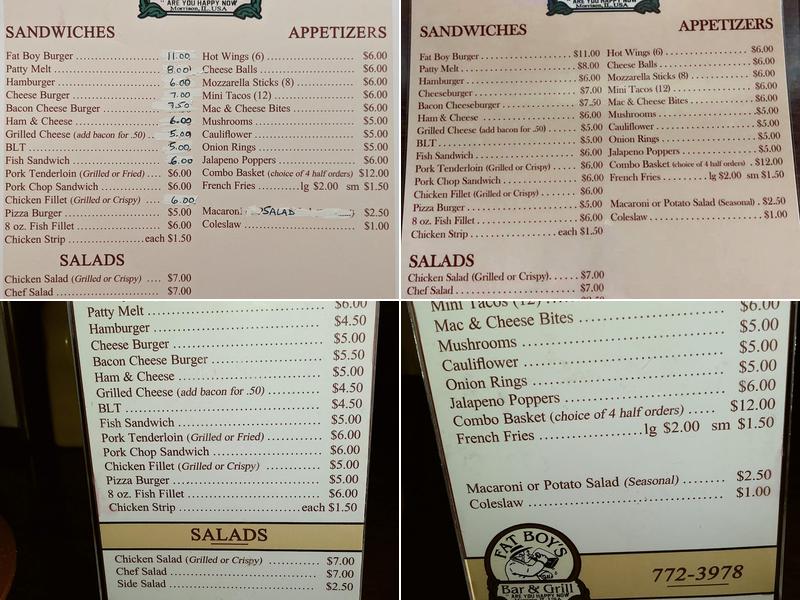 " ARE YOU HAPPY NOW
Morrison, IL. USA
SANDWICHES
Fat Boy Burger 11.00
Patty Melt 8.00
Hamburger 6.00
Cheese Burger 7.00
Bacon Cheese Burger 7.50
Ham & Cheese 6.00
Grilled Cheese (add bacon for .50) 5.00
BLT 5.00
Fish Sandwich 6.00
Pork Tenderloin (Grilled or Fried) .... $6.00
Pork Chop Sandwich $6.00
Chicken Fillet (Grilled or Crispy) .... 6.00
Pizza Burger $5.00
8 oz. Fish Fillet $6.00
Chicken Strip each $1.50
SALADS
Chicken Salad (Grilled or Crispy) .... $7.00
Chef Salad $7.00
APPETIZERS
Hot Wings (6) $6.00
Cheese Balls $6.00
Mozzarella Sticks (8) $6.00
Mini Tacos (12) $6.00
Mac & Cheese Bites $6.00
Mushrooms $5.00
Cauliflower $5.00
Onion Rings $5.00
Jalapeno Poppers $6.00
Combo Basket (choice of 4 half orders) $12.00
French Fries lg $2.00 sm $1.50
Macaroni SALAD $2.50
Coleslaw $1.00
" ARE YOU HAPPY NOW "
Morrison, IL. USA
SANDWICHES
Fat Boy Burger $11.00
Patty Melt $8.00
Hamburger $6.00
Cheeseburger $7.00
Bacon Cheeseburger $7.50
Ham & Cheese $6.00
Grilled Cheese (add bacon for .50) $5.00
BLT $5.00
Fish Sandwich $6.00
Pork Tenderloin (Grilled or Crispy) $6.00
Pork Chop Sandwich $6.00
Chicken Fillet (Grilled or Crispy) $6.00
Pizza Burger $5.00
8 oz. Fish Fillet $6.00
Chicken Strip each $1.50
SALADS
Chicken Salad (Grilled or Crispy) $7.00
Chef Salad $7.00
APPETIZERS
Hot Wings (6) $6.00
Cheese Balls $6.00
Mozzarella Sticks (8) $6.00
Mini Tacos (12) $6.00
Mac & Cheese Bites $6.00
Mushrooms $5.00
Cauliflower $5.00
Onion Rings $5.00
Jalapeno Poppers $5.00
Combo Basket (choice of 4 half orders) . $12.00
French Fries lg $2.00 sm $1.50
Macaroni or Potato Salad (Seasonal) . $2.50
Coleslaw $1.00
$6.00
Patty Melt
Hamburger $4.50
Cheese Burger $5.00
Bacon Cheese Burger $5.50
Ham & Cheese $5.00
Grilled Cheese (add bacon for .50) $4.50
BLT $4.50
Fish Sandwich $5.00
Pork Tenderloin (Grilled or Fried) $6.00
Pork Chop Sandwich $6.00
Chicken Fillet (Grilled or Crispy) $5.00
Pizza Burger $5.00
8 oz. Fish Fillet $6.00
Chicken Strip each $1.50
SALADS
Chicken Salad (Grilled or Crispy) $7.00
Chef Salad $7.00
Side Salad $2.50
Mini Tacos (12) $6.00
Mac & Cheese Bites $5.00
Mushrooms $5.00
Cauliflower $5.00
Onion Rings $5.00
Jalapeno Poppers $6.00
Combo Basket (choice of 4 half orders) ..... $12.00
French Fries lg $2.00 sm $1.50
Macaroni or Potato Salad (Seasonal) $2.50
Coleslaw $1.00
FAT BOY'S
Bar & Grill
" ARE YOU HAPPY NOW
772-3978